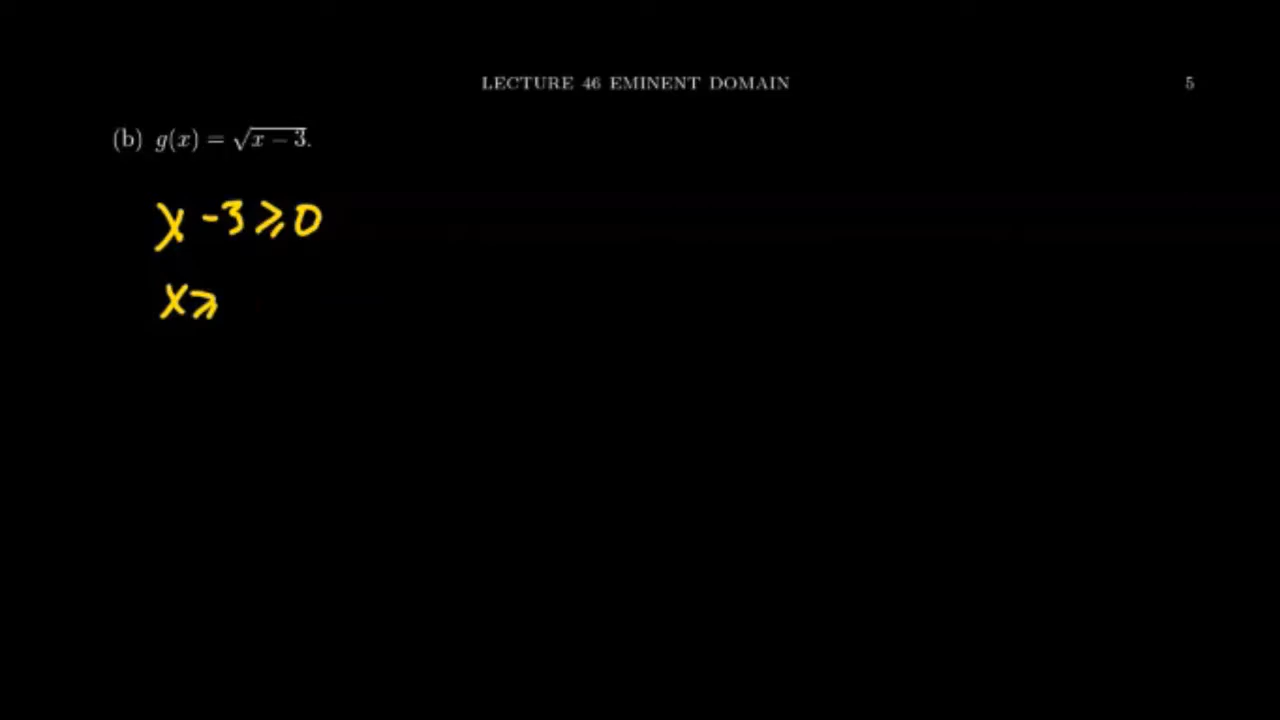 LECTURE 46 EMINENT DOMAIN 5
(b) g(x) = √(x − 3).
x - 3 ⩾ 0
x ⩾